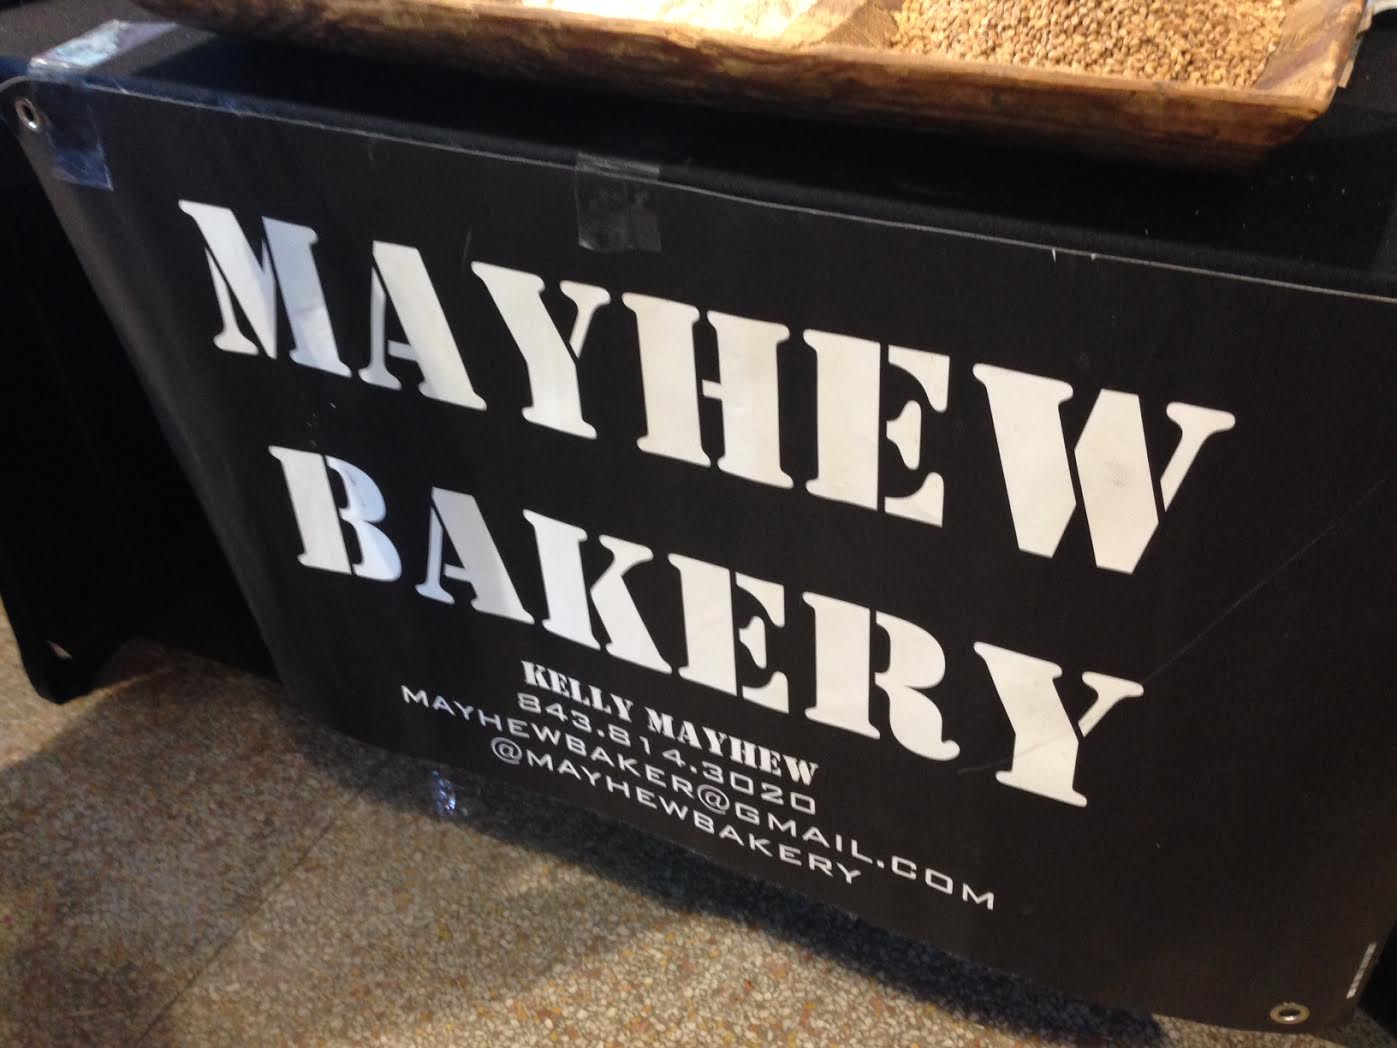 MAYHEW
BAKERY
KELLY MAYHEW
843.814.3020
MAYHEWBAKER@GMAIL.COM
@MAYHEWBAKERY